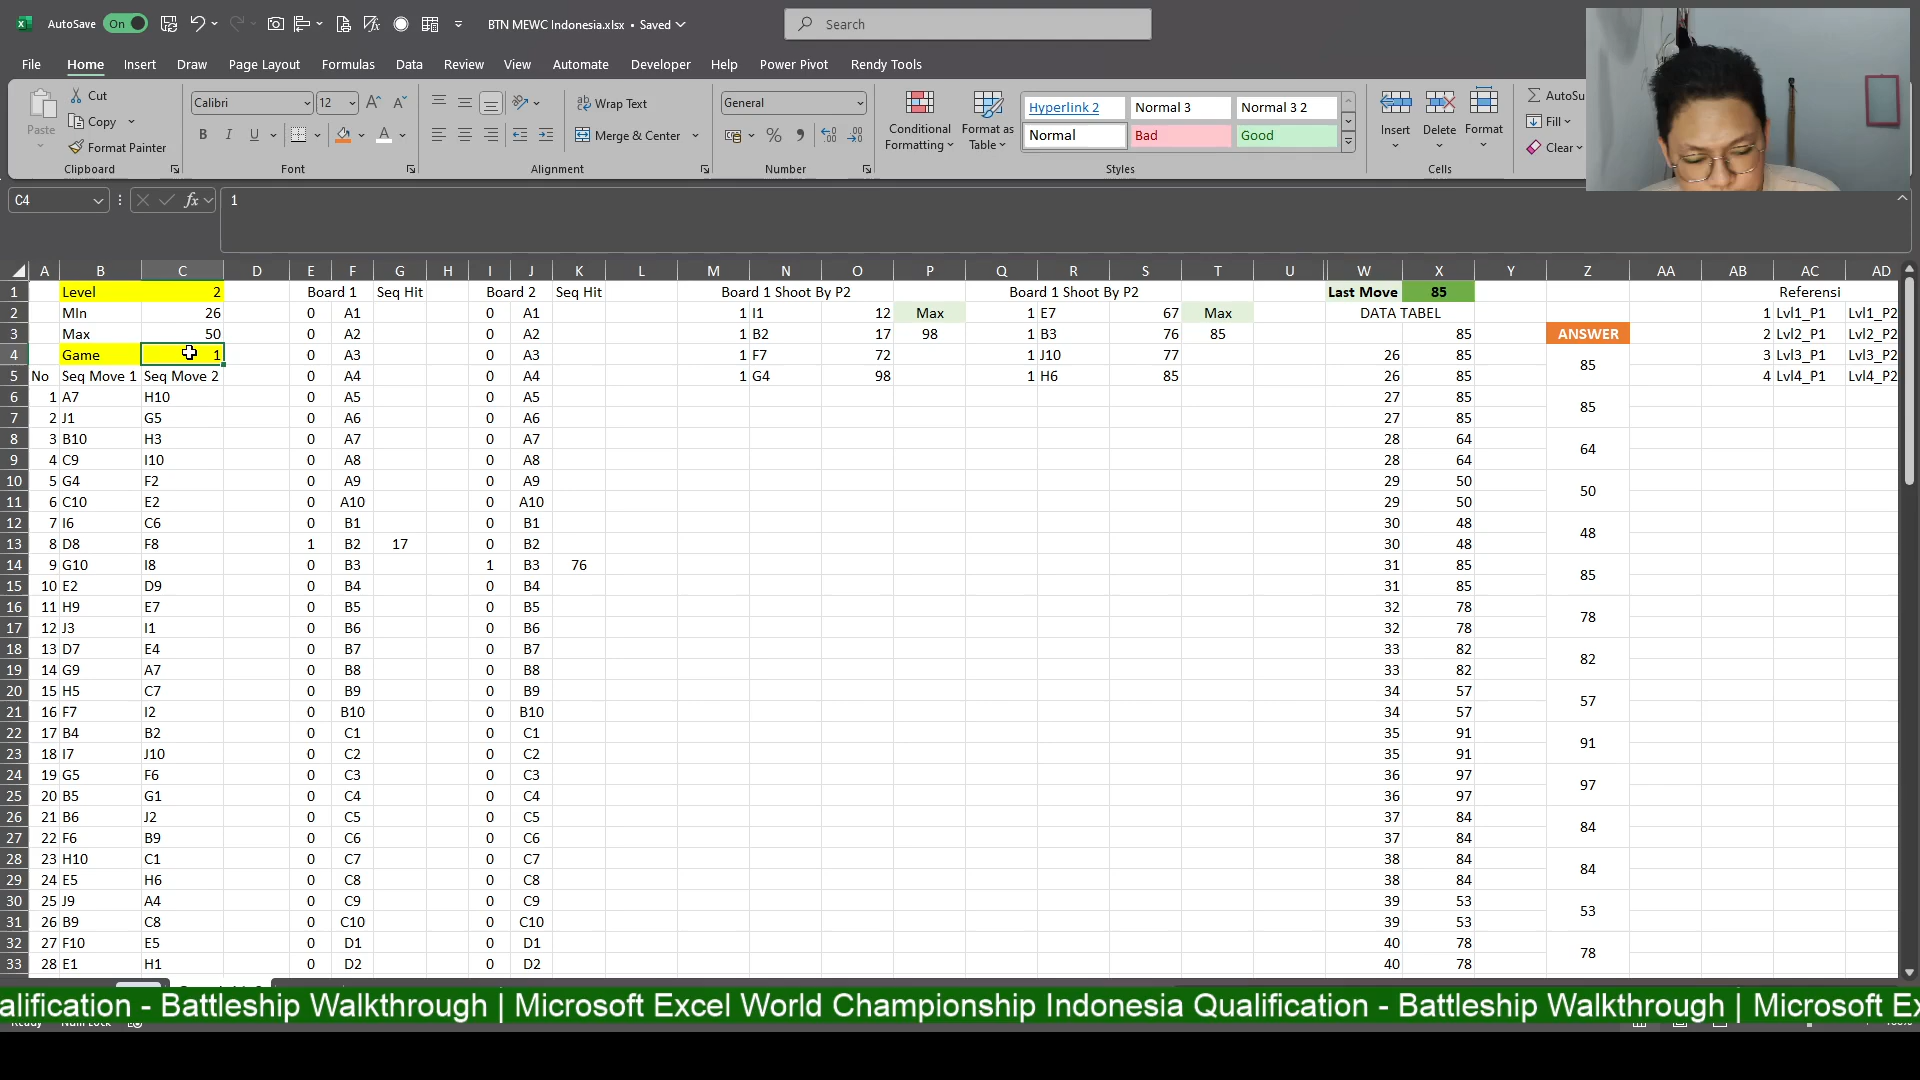 AutoSave On BTN MEWC Indonesia.xlsx • Saved Search
File Home Insert Draw Page Layout Formulas Data Review View Automate Developer Help Power Pivot Rendy Tools
Paste Cut Copy Format Painter Clipboard
Calibri 12 B I U Font
Wrap Text Merge & Center Alignment
General % Number
Conditional Formatting Format as Table Hyperlink 2 Normal 3 Normal 3 2 Normal Bad Good Styles
Insert Delete Format Cells
AutoSu Fill Clear
C4 fx 1
A B C D E F G H I J K L M N O P Q R S T U W X Y Z AA AB AC AD
1 Level 2 Board 1 Seq Hit Board 2 Seq Hit Board 1 Shoot By P2 Board 1 Shoot By P2 Last Move 85 Referensi
2 MIn 26 0 A1 0 A1 1 I1 12 Max 1 E7 67 Max DATA TABEL 1 Lvl1_P1 Lvl1_P2
3 Max 50 0 A2 0 A2 1 B2 17 98 1 B3 76 85 85 ANSWER 2 Lvl2_P1 Lvl2_P2
4 Game 1 0 A3 0 A3 1 F7 72 1 J10 77 26 85 85 3 Lvl3_P1 Lvl3_P2
5 No Seq Move 1 Seq Move 2 0 A4 0 A4 1 G4 98 1 H6 85 26 85 4 Lvl4_P1 Lvl4_P2
6 1 A7 H10 0 A5 0 A5 27 85 85
7 2 J1 G5 0 A6 0 A6 27 85
8 3 B10 H3 0 A7 0 A7 28 64 64
9 4 C9 I10 0 A8 0 A8 28 64
10 5 G4 F2 0 A9 0 A9 29 50 50
11 6 C10 E2 0 A10 0 A10 29 50
12 7 I6 C6 0 B1 0 B1 30 48 48
13 8 D8 F8 1 B2 17 0 B2 30 48
14 9 G10 I8 0 B3 1 B3 76 31 85 85
15 10 E2 D9 0 B4 0 B4 31 85
16 11 H9 E7 0 B5 0 B5 32 78 78
17 12 J3 I1 0 B6 0 B6 32 78
18 13 D7 E4 0 B7 0 B7 33 82 82
19 14 G9 A7 0 B8 0 B8 33 82
20 15 H5 C7 0 B9 0 B9 34 57 57
21 16 F7 I2 0 B10 0 B10 34 57
22 17 B4 B2 0 C1 0 C1 35 91 91
23 18 I7 J10 0 C2 0 C2 35 91
24 19 G5 F6 0 C3 0 C3 36 97 97
25 20 B5 G1 0 C4 0 C4 36 97
26 21 B6 J2 0 C5 0 C5 37 84 84
27 22 F6 B9 0 C6 0 C6 37 84
28 23 H10 C1 0 C7 0 C7 38 84 84
29 24 E5 H6 0 C8 0 C8 38 84
30 25 J9 A4 0 C9 0 C9 39 53 53
31 26 B9 C8 0 C10 0 C10 39 53
32 27 F10 E5 0 D1 0 D1 40 78 78
33 28 E1 H1 0 D2 0 D2 40 78
alification - Battleship Walkthrough | Microsoft Excel World Championship Indonesia Qualification - Battleship Walkthrough | Microsoft Ex